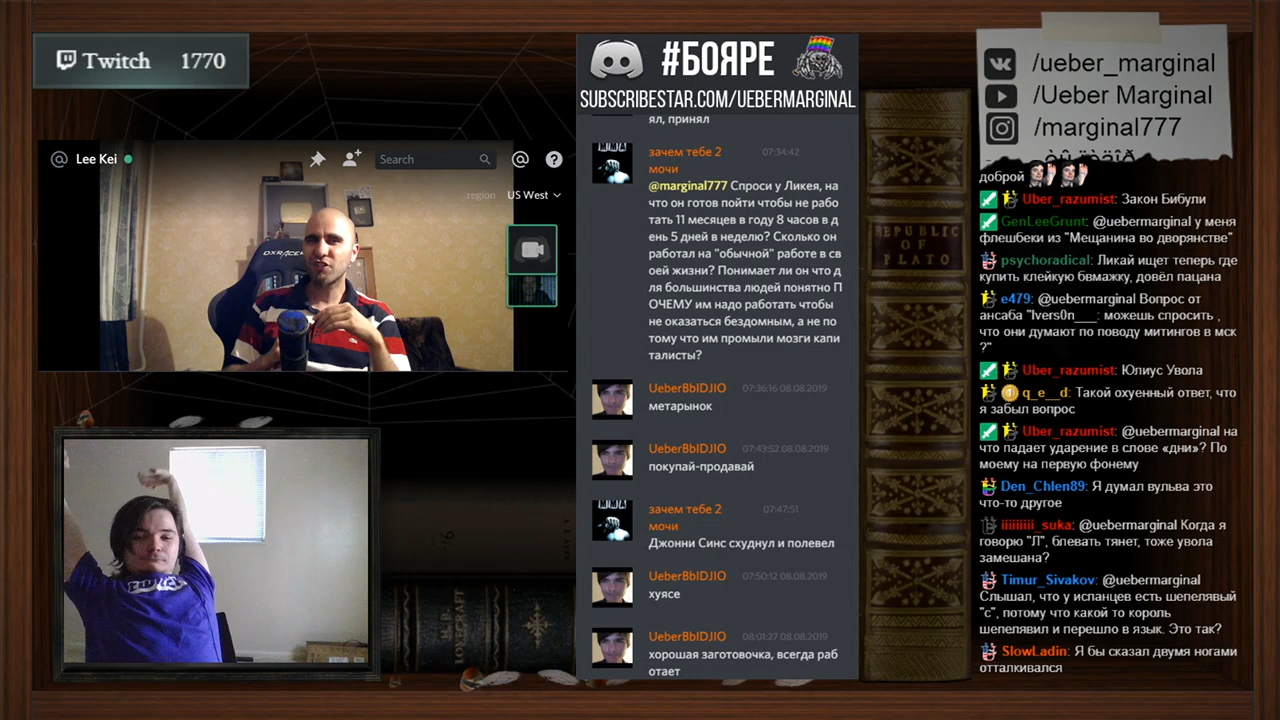 Twitch 1770
@ Lee Kei
Search
@
?
region
US West
#БОЯРЕ
SUBSCRIBESTAR.COM/UEBERMARGINAL
ял, принял
зачем тебе 2 07:34:42
мочи
@marginal777 Спроси у Ликея, на
что он готов пойти чтобы не рабо
тать 11 месяцев в году 8 часов в д
ень 5 дней в неделю? Сколько он
работал на "обычной" работе в св
оей жизни? Понимает ли он что д
ля большинства людей понятно П
ОЧЕМУ им надо работать чтобы
не оказаться бездомным, а не по
тому что им промыли мозги капи
талисты?
UeberBbIDJIO 07:36:16 08.08.2019
метарынок
UeberBbIDJIO 07:43:52 08.08.2019
покупай-продавай
зачем тебе 2 07:47:51
мочи
Джонни Синс схуднул и полевел
UeberBbIDJIO 07:50:12 08.08.2019
хуясе
UeberBbIDJIO 08:01:27 08.08.2019
хорошая заготовочка, всегда раб
отает
REPUBLIC
OF
PLATO
H.P.
LOVECRAFT
/ueber_marginal
/Ueber Marginal
/marginal777
доброй
Uber_razumist: Закон Бибули
GenLeeGrunt: @uebermarginal у меня
флешбеки из "Мещанина во дворянстве"
psychoradical: Ликай ищет теперь где
купить клейкую бвмажку, довёл пацана
e479: @uebermarginal Вопрос от
ансаба "Ivers0n___: можешь спросить ,
что они думают по поводу митингов в мск
?"
Uber_razumist: Юлиус Увола
q_e__d: Такой охуенный ответ, что
я забыл вопрос
Uber_razumist: @uebermarginal на
что падает ударение в слове «дни»? По
моему на первую фонему
Den_Chlen89: Я думал вульва это
что-то другое
iiiiiiiii_suka: @uebermarginal Когда я
говорю "Л", блевать тянет, тоже увола
замешана?
Timur_Sivakov: @uebermarginal
Слышал, что у испанцев есть шепелявый
"с", потому что какой то король
шепелявил и перешло в язык. Это так?
SlowLadin: Я бы сказал двумя ногами
отталкивался